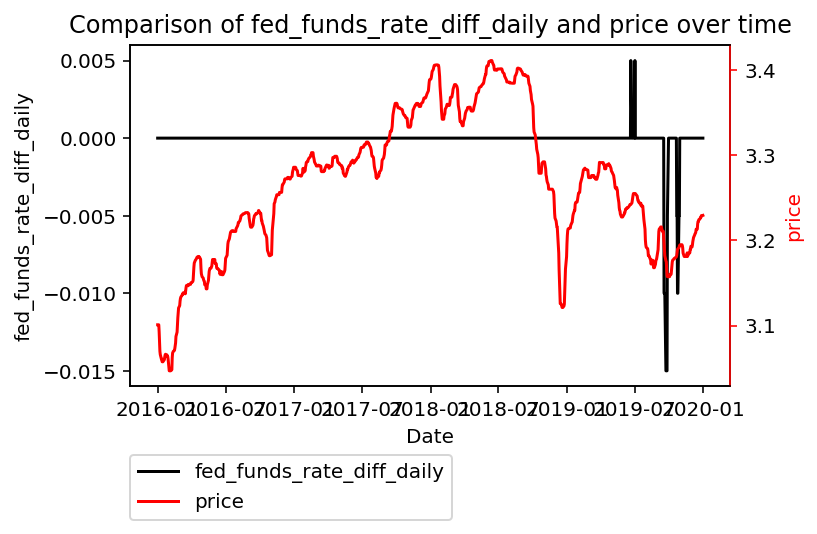 Comparison of fed_funds_rate_diff_daily and price over time
fed_funds_rate_diff_daily
0.005
0.000
−0.005
−0.010
−0.015
3.4
3.3
3.2
3.1
price
2016-01 2016-07 2017-01 2017-07 2018-01 2018-07 2019-01 2019-07 2020-01
Date
fed_funds_rate_diff_daily
price